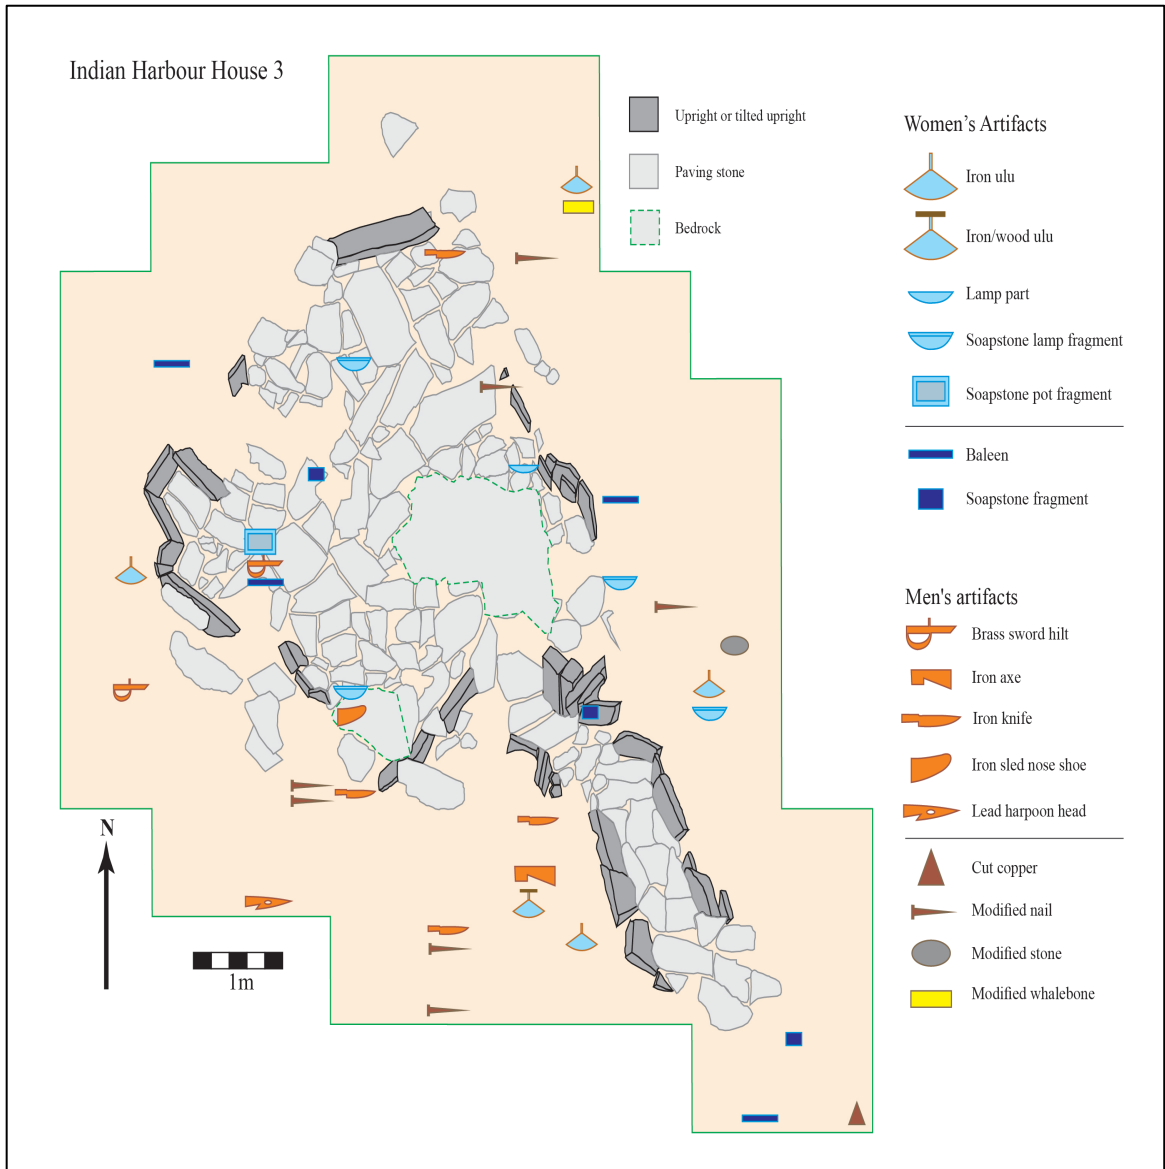 Indian Harbour House 3
Upright or tilted upright
Paving stone
Bedrock
Women’s Artifacts
Iron ulu
Iron/wood ulu
Lamp part
Soapstone lamp fragment
Soapstone pot fragment
Baleen
Soapstone fragment
Men's artifacts
Brass sword hilt
Iron axe
Iron knife
Iron sled nose shoe
Lead harpoon head
Cut copper
Modified nail
Modified stone
Modified whalebone
N
1m